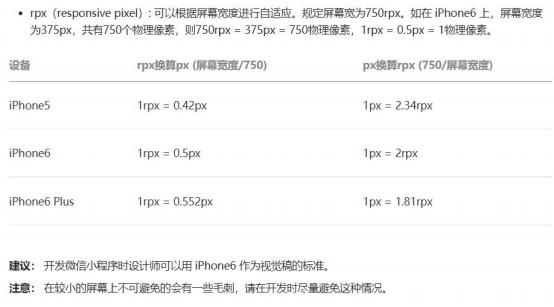 • rpx（responsive pixel）: 可以根据屏幕宽度进行自适应。规定屏幕宽为750rpx。如在 iPhone6 上，屏幕宽度
为375px，共有750个物理像素，则750rpx = 375px = 750物理像素，1rpx = 0.5px = 1物理像素。
设备 rpx换算px (屏幕宽度/750) px换算rpx (750/屏幕宽度)
iPhone5 1rpx = 0.42px 1px = 2.34rpx
iPhone6 1rpx = 0.5px 1px = 2rpx
iPhone6 Plus 1rpx = 0.552px 1px = 1.81rpx
建议： 开发微信小程序时设计师可以用 iPhone6 作为视觉稿的标准。
注意： 在较小的屏幕上不可避免的会有一些毛刺，请在开发时尽量避免这种情况。